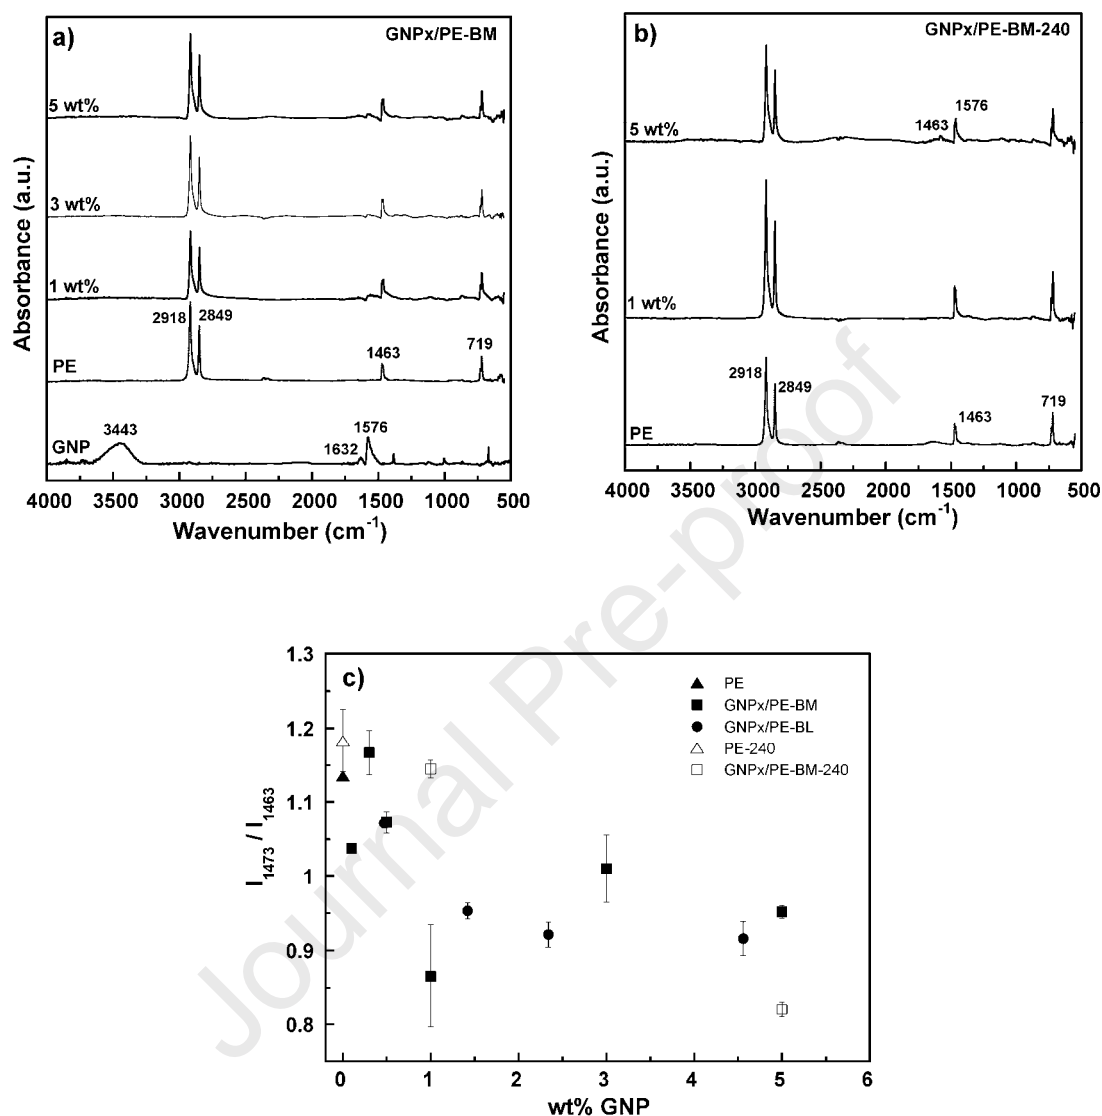 a)
GNPx/PE-BM
5 wt%
3 wt%
1 wt%
2918
2849
PE
1463
719
3443
1576
GNP
1632
4000 3500 3000 2500 2000 1500 1000 500
Wavenumber (cm-1)
Absorbance (a.u.)
b)
GNPx/PE-BM-240
1576
5 wt%
1463
1 wt%
2918
2849
719
PE
1463
4000 3500 3000 2500 2000 1500 1000 500
Wavenumber (cm-1)
Absorbance (a.u.)
c)
PE
GNPx/PE-BM
GNPx/PE-BL
PE-240
GNPx/PE-BM-240
1.3
1.2
1.1
1
0.9
0.8
I1473 / I1463
0 1 2 3 4 5 6
wt% GNP
Journal Pre-proof